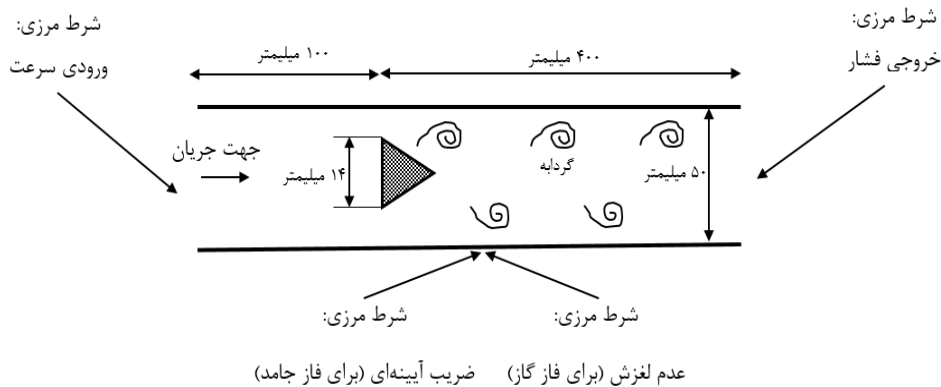 شرط مرزی:
خروجی فشار
شرط مرزی:
ورودی سرعت
۴۰۰ میلیمتر
۱۰۰ میلیمتر
جهت جریان
۱۴ میلیمتر
گردابه
۵۰ میلیمتر
شرط مرزی:
عدم لغزش (برای فاز گاز)
شرط مرزی:
ضریب آیینه‌ای (برای فاز جامد)